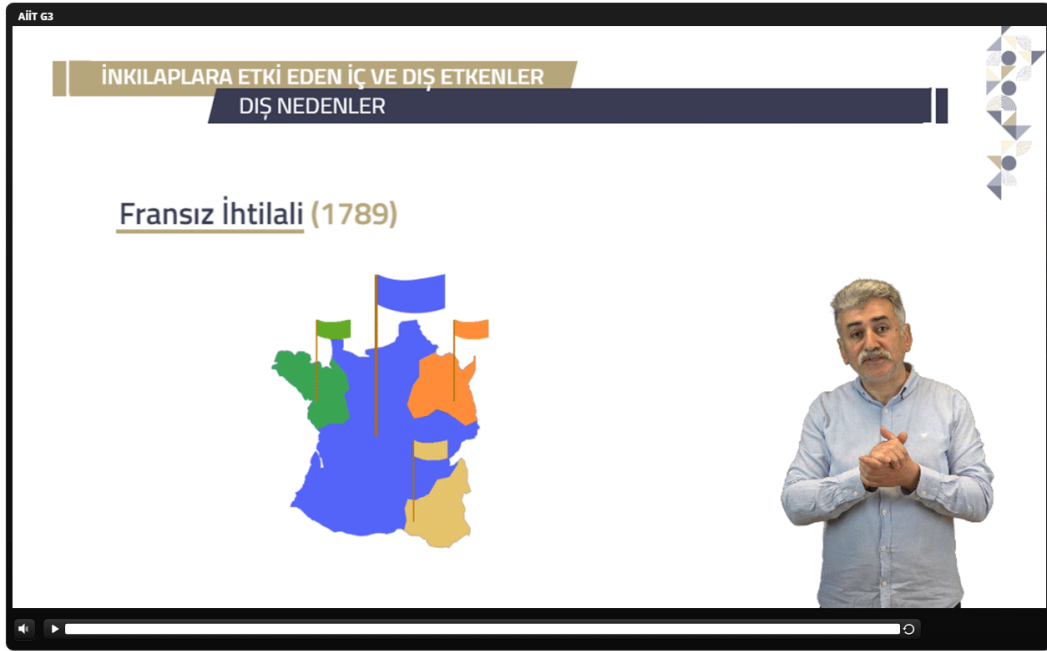 AİİT G3
İNKILAPLARA ETKİ EDEN İÇ VE DIŞ ETKENLER
DIŞ NEDENLER
Fransız İhtilali (1789)